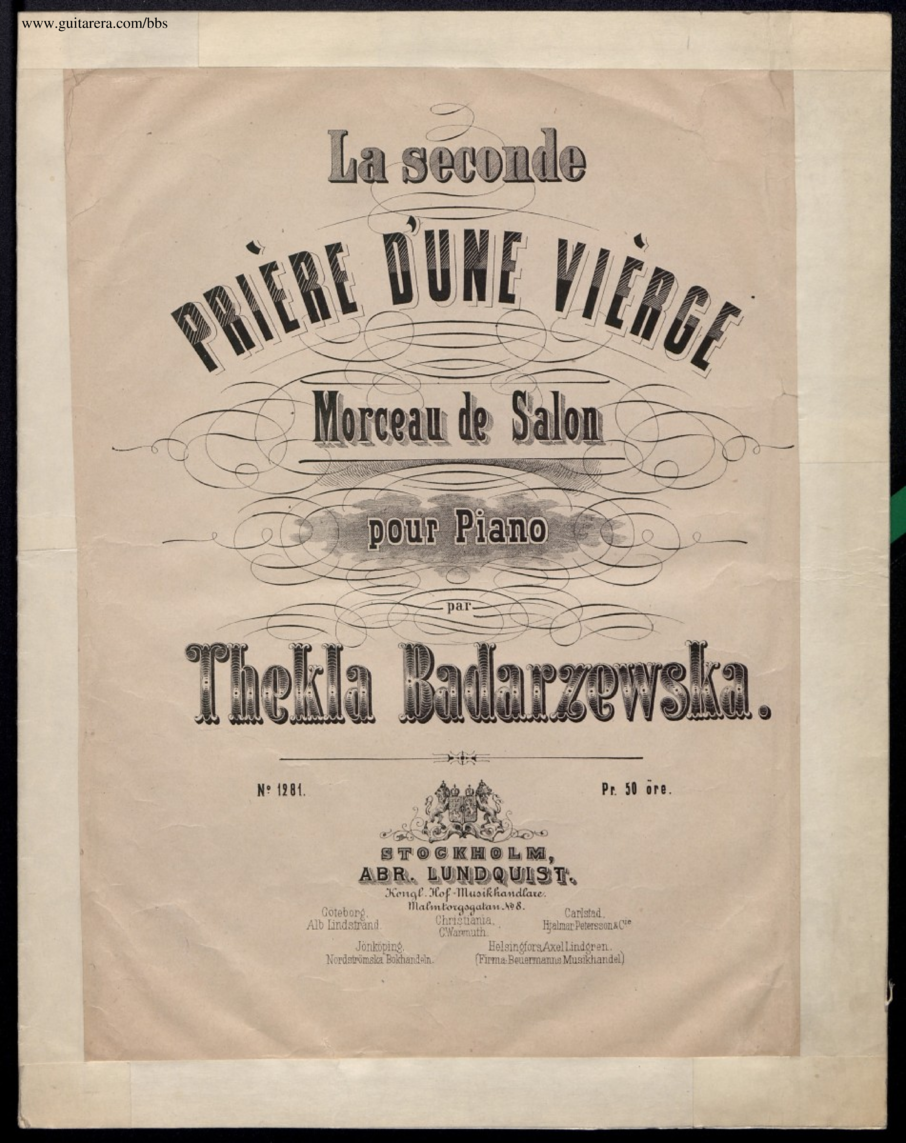 www.guitarera.com/bbs
La seconde
PRIÈRE D'UNE VIÈRGE
Morceau de Salon
pour Piano
par
Thekla Badarzewska.
No 1281.
Pr. 50 öre.
STOCKHOLM,
ABR. LUNDQUIST.
Kongl. Hof-Musikhandlare.
Malmtorgsgatan No 8.
Göteborg.
Alb Lindstrand.
Christiania.
C Warmuth.
Carlstad.
Hjalmar Petersson & Cie
Jönköping.
Nordströmska Bokhandeln.
Helsingfors, Axel Lindgren.
(Firma: Beuermanns Musikhandel)